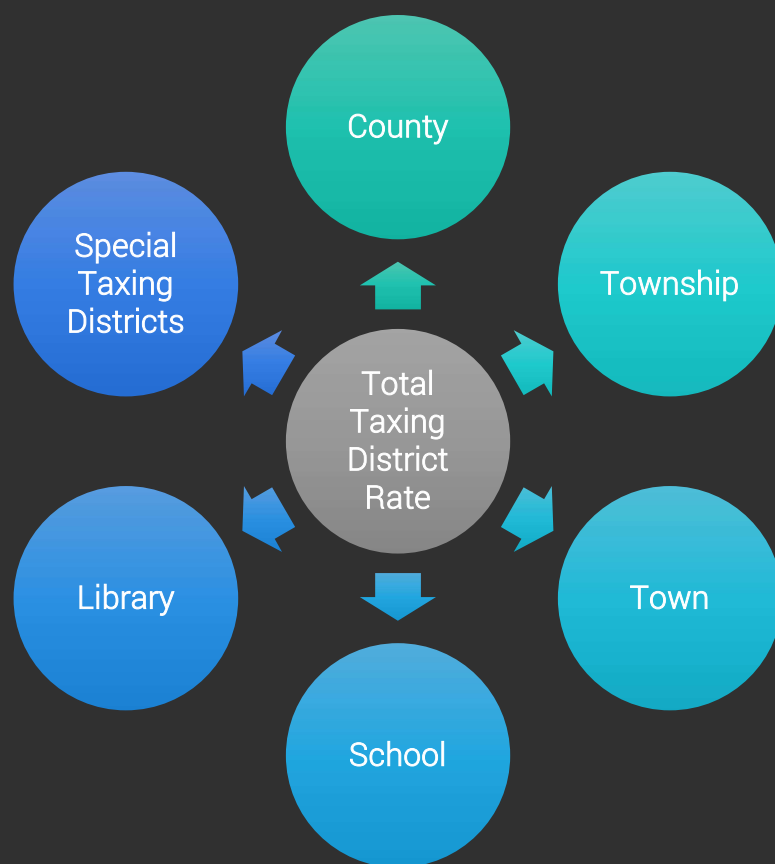 County
Special
Taxing
Districts
Township
Total
Taxing
District
Rate
Library
Town
School